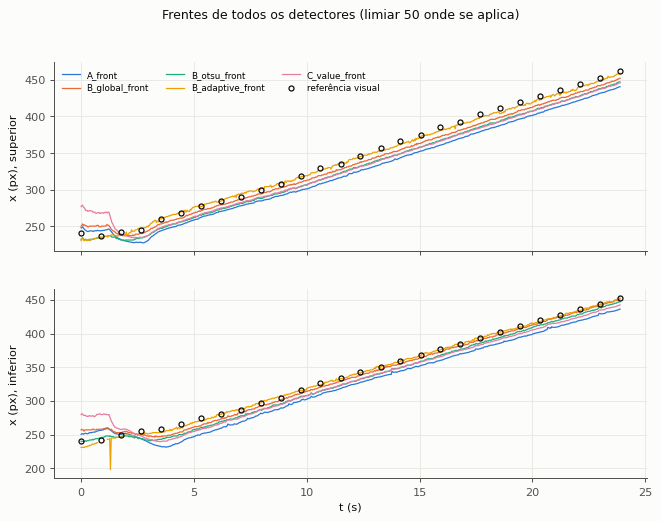 Frentes de todos os detectores (limiar 50 onde se aplica)
A_front
B_global_front
B_otsu_front
B_adaptive_front
C_value_front
referência visual
x (px), superior
450
400
350
300
250
x (px), inferior
450
400
350
300
250
200
0 5 10 15 20 25
t (s)